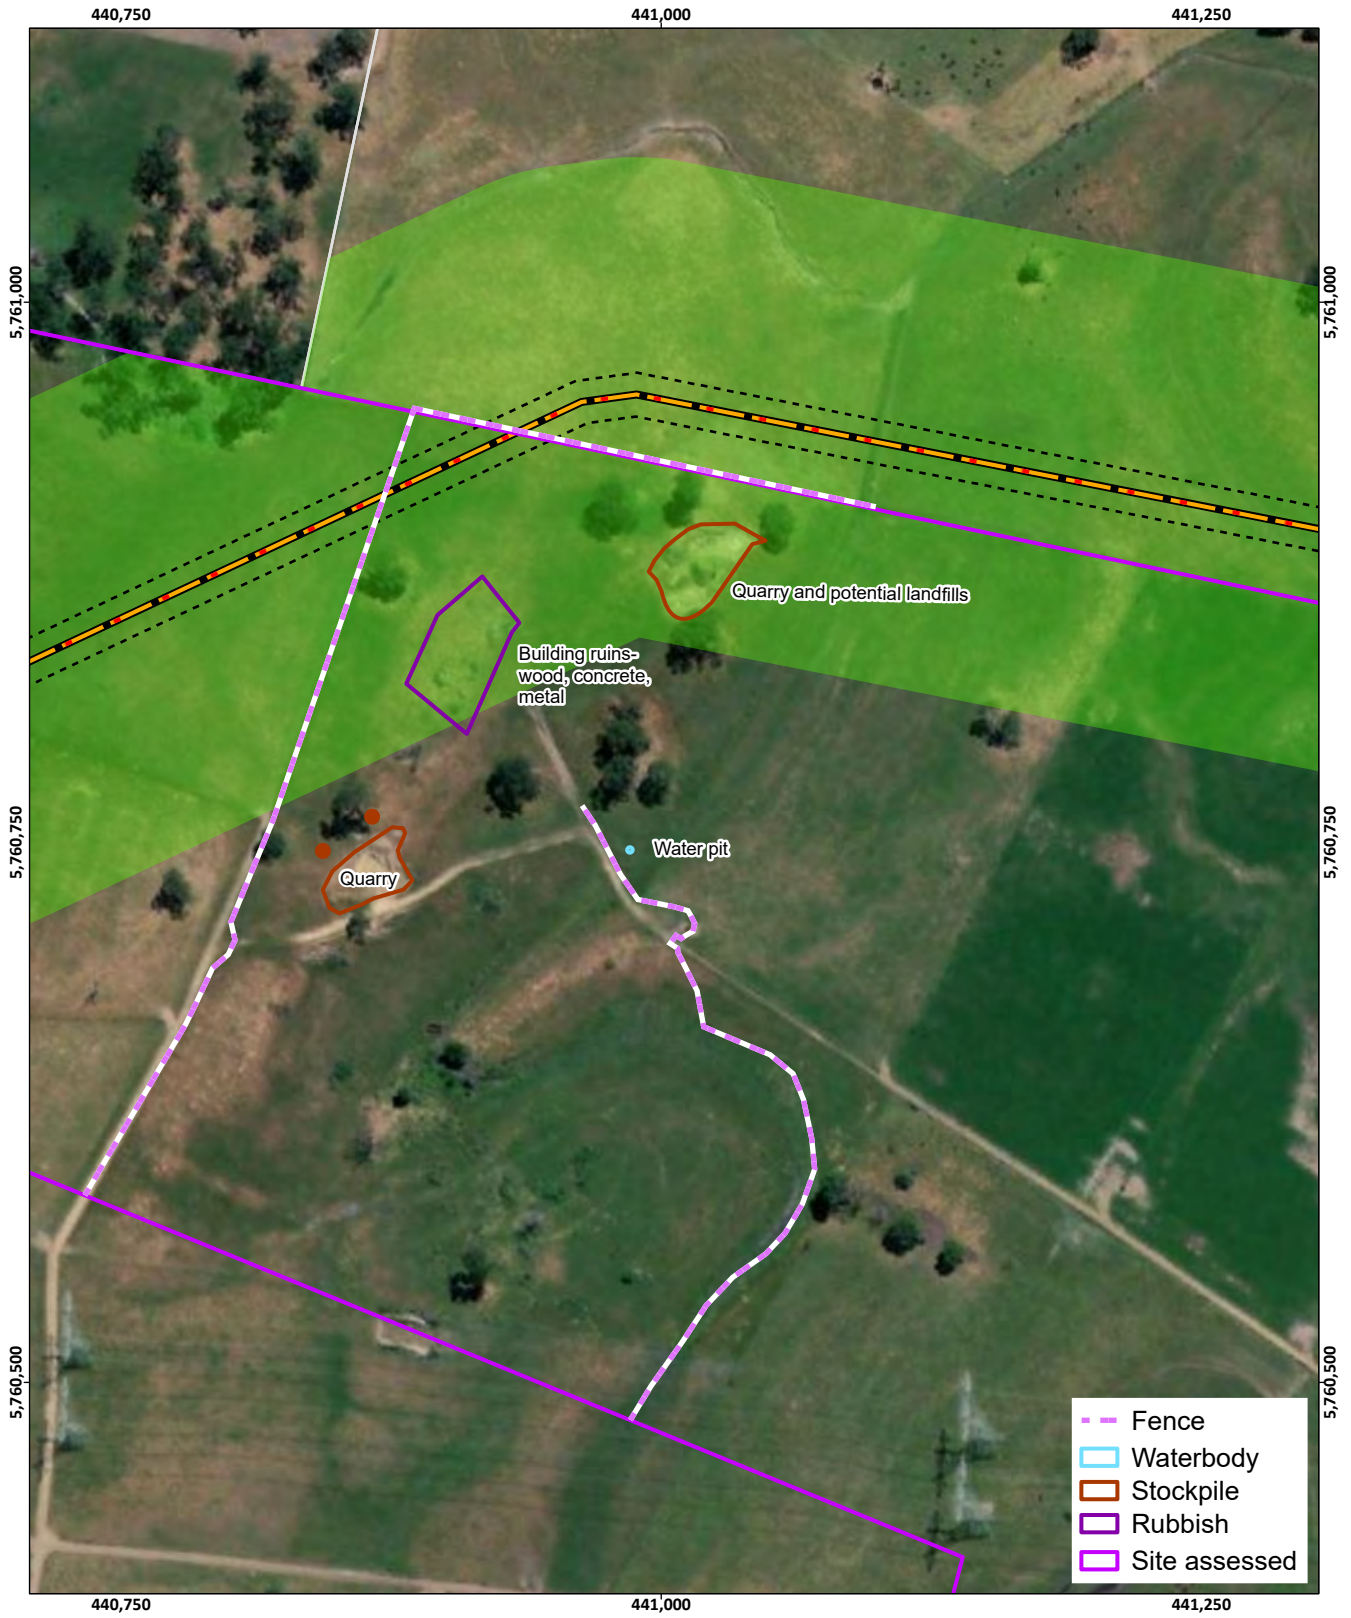 440,750
441,000
441,250
5,761,000
5,761,000
Quarry and potential landfills
Building ruins-
wood, concrete,
metal
5,760,750
5,760,750
Water pit
Quarry
5,760,500
5,760,500
Fence
Waterbody
Stockpile
Rubbish
Site assessed
440,750
441,000
441,250